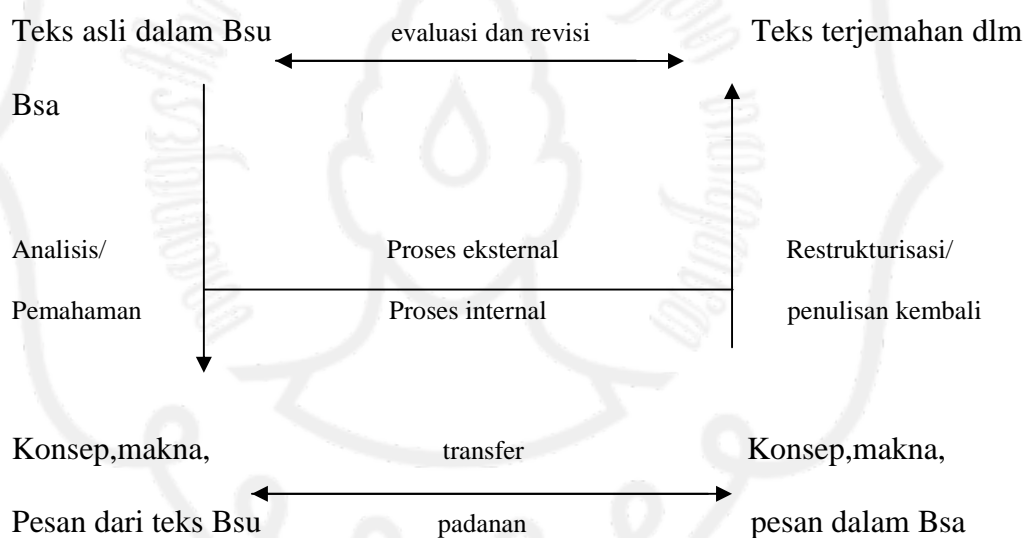 Teks asli dalam Bsu evaluasi dan revisi Teks terjemahan dlm
Bsa
Analisis/ Proses eksternal Restrukturisasi/
Pemahaman Proses internal penulisan kembali
Konsep,makna, transfer Konsep,makna,
Pesan dari teks Bsu padanan pesan dalam Bsa